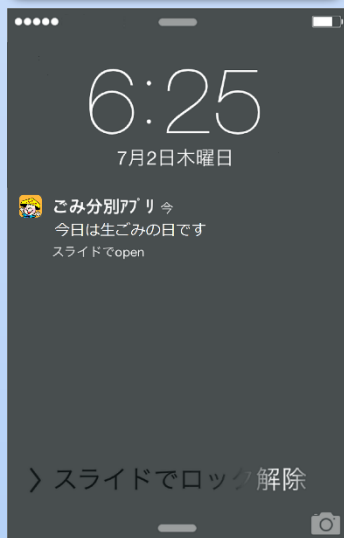 6:25
7月2日木曜日
ごみ分別ｱﾌﾟﾘ 今
今日は生ごみの日です
スライドでopen
〉スライドでロック解除